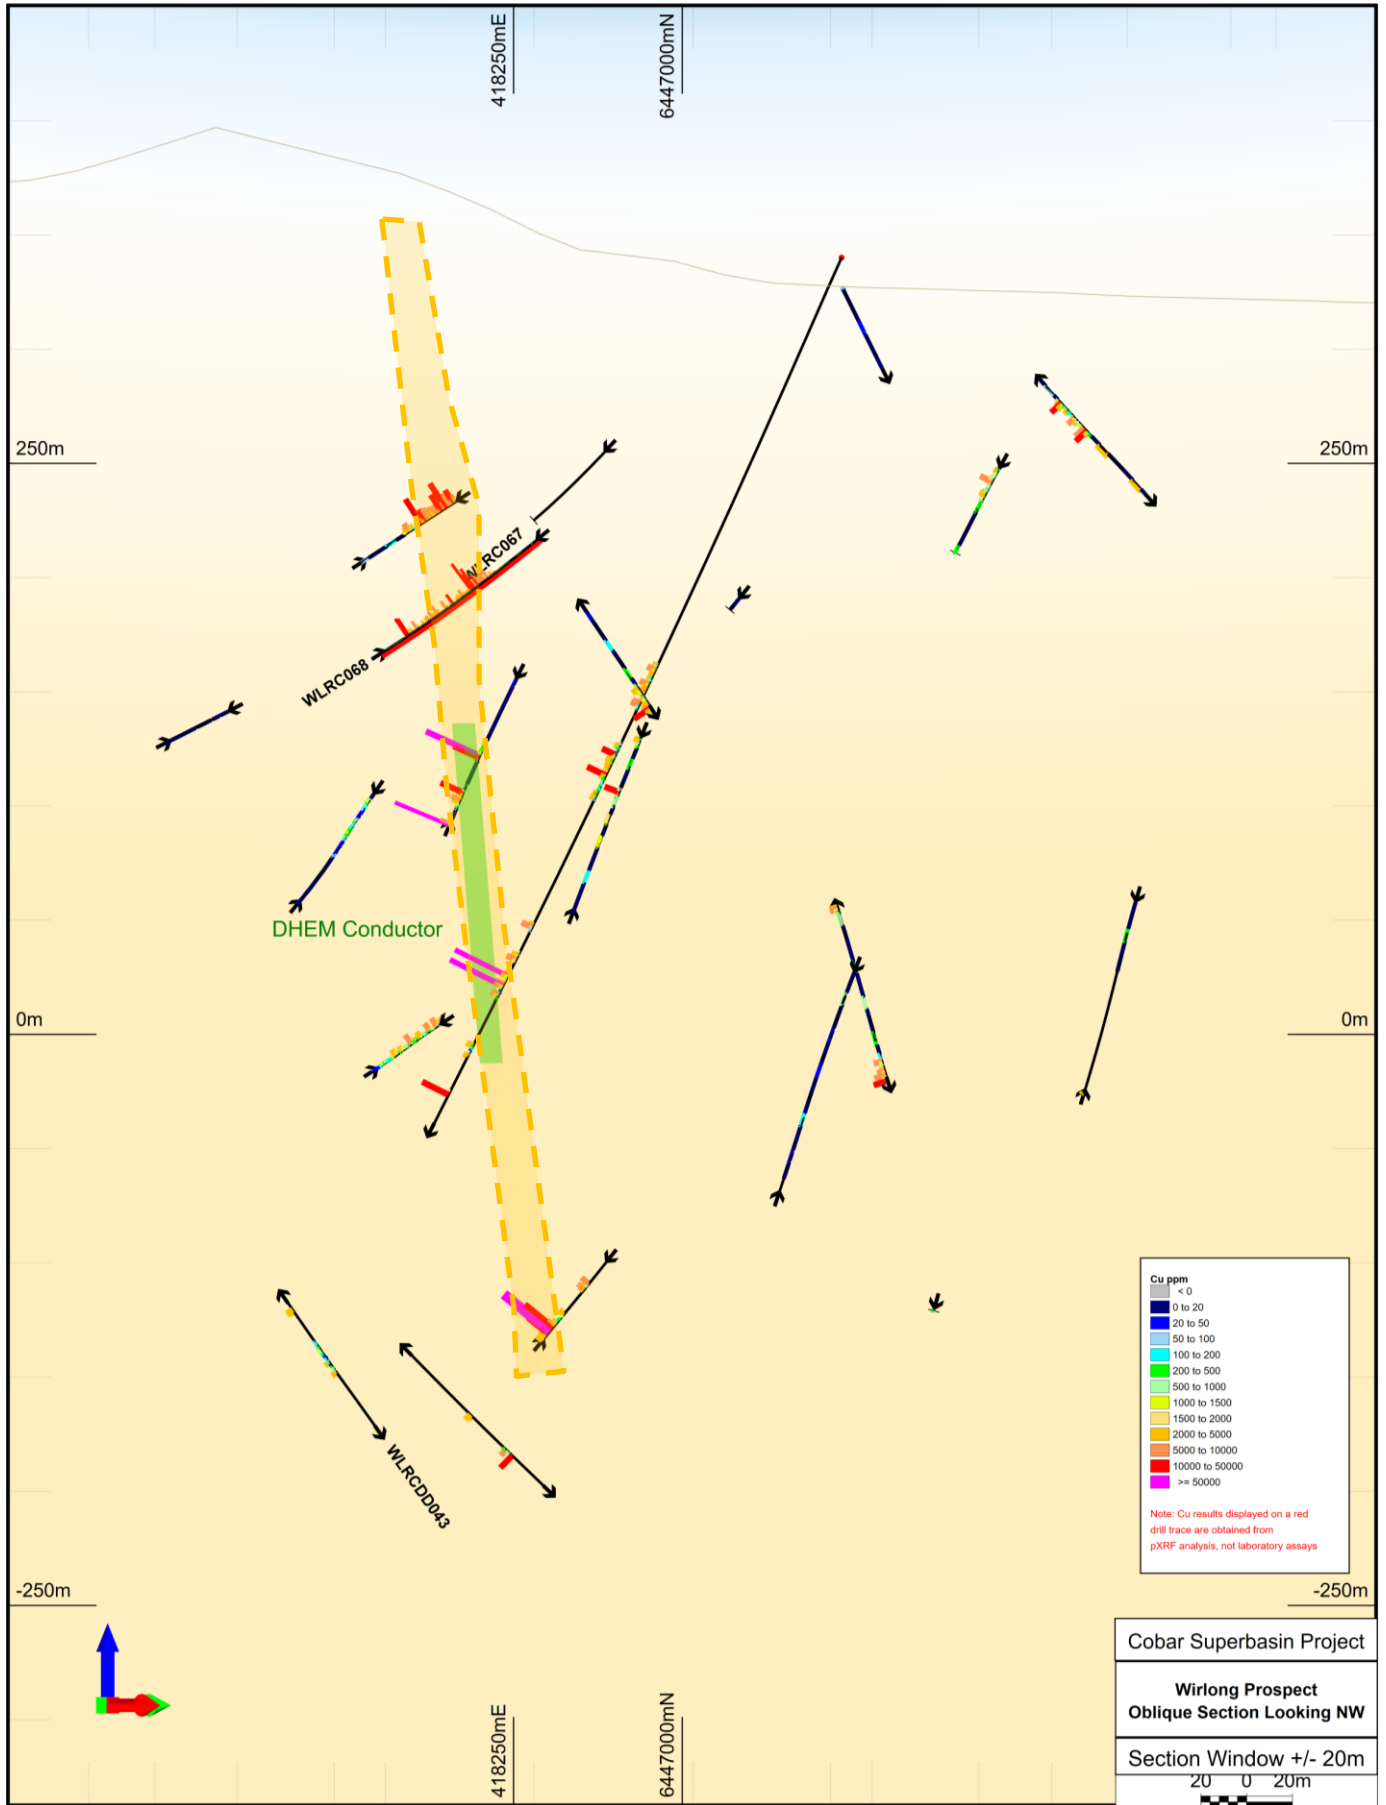 418250mE
6447000mN
250m
250m
WLRC067
WLRC068
DHEM Conductor
0m
0m
WLRCDD043
Cu ppm
< 0
0 to 20
20 to 50
50 to 100
100 to 200
200 to 500
500 to 1000
1000 to 1500
1500 to 2000
2000 to 5000
5000 to 10000
10000 to 50000
>= 50000
Note: Cu results displayed on a red
drill trace are obtained from
pXRF analysis, not laboratory assays
-250m
-250m
418250mE
6447000mN
Cobar Superbasin Project
Wirlong Prospect
Oblique Section Looking NW
Section Window +/- 20m
20 0 20m